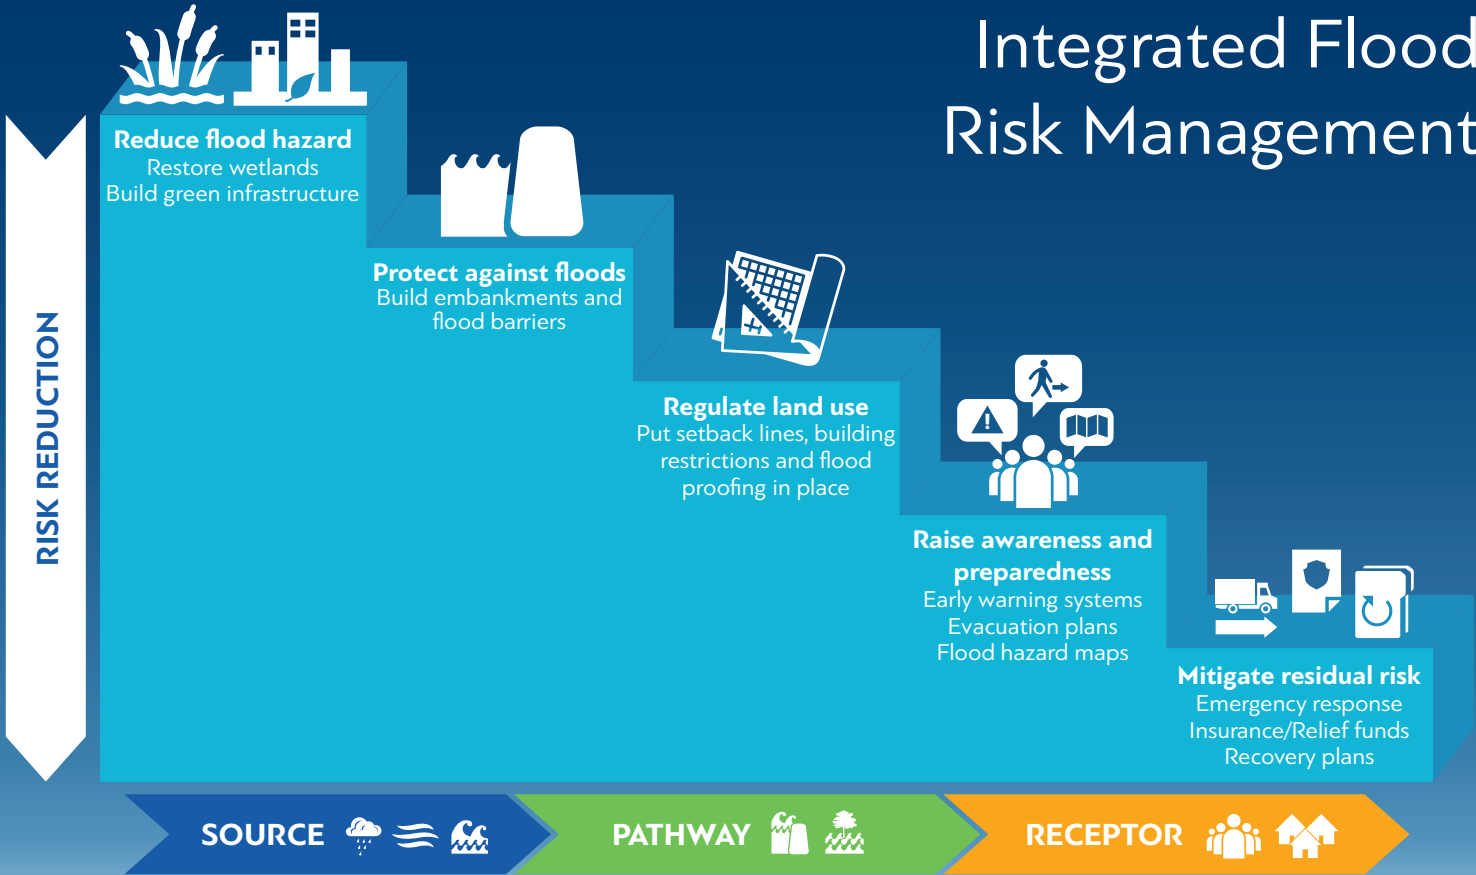 Integrated Flood
Risk Management
RISK REDUCTION
Reduce flood hazard
Restore wetlands
Build green infrastructure
Protect against floods
Build embankments and
flood barriers
Regulate land use
Put setback lines, building
restrictions and flood
proofing in place
Raise awareness and
preparedness
Early warning systems
Evacuation plans
Flood hazard maps
Mitigate residual risk
Emergency response
Insurance/Relief funds
Recovery plans
SOURCE
PATHWAY
RECEPTOR